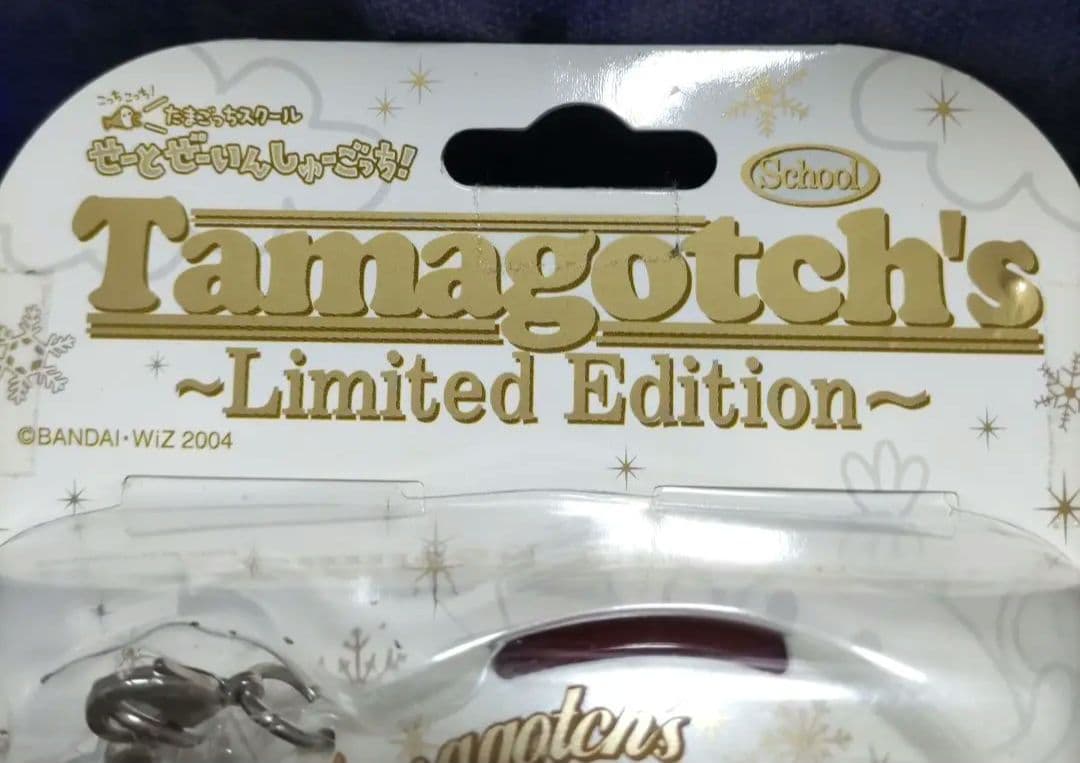 こっちこっち!
たまごっちスクール
せーとぜーいんしゅーごっち!
School
Tamagotch's
~Limited Edition~
©BANDAI・WiZ 2004
agotch's